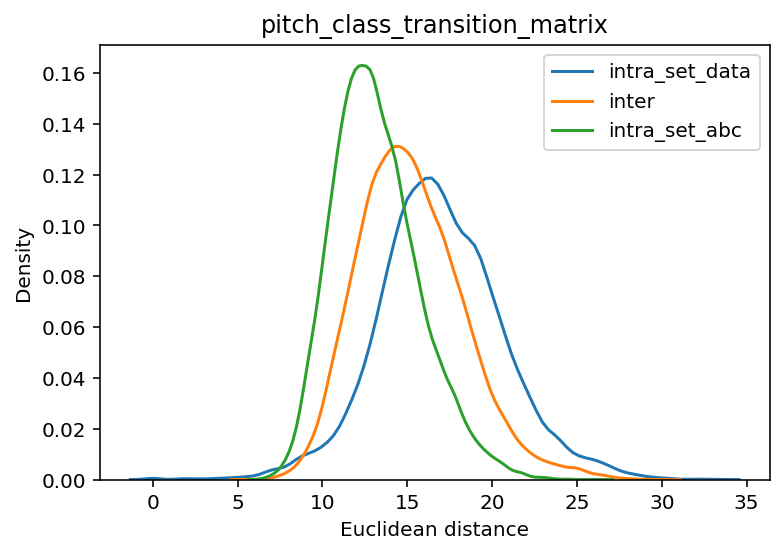 pitch_class_transition_matrix
intra_set_data
inter
intra_set_abc
Density
0.16
0.14
0.12
0.10
0.08
0.06
0.04
0.02
0.00
0 5 10 15 20 25 30 35
Euclidean distance